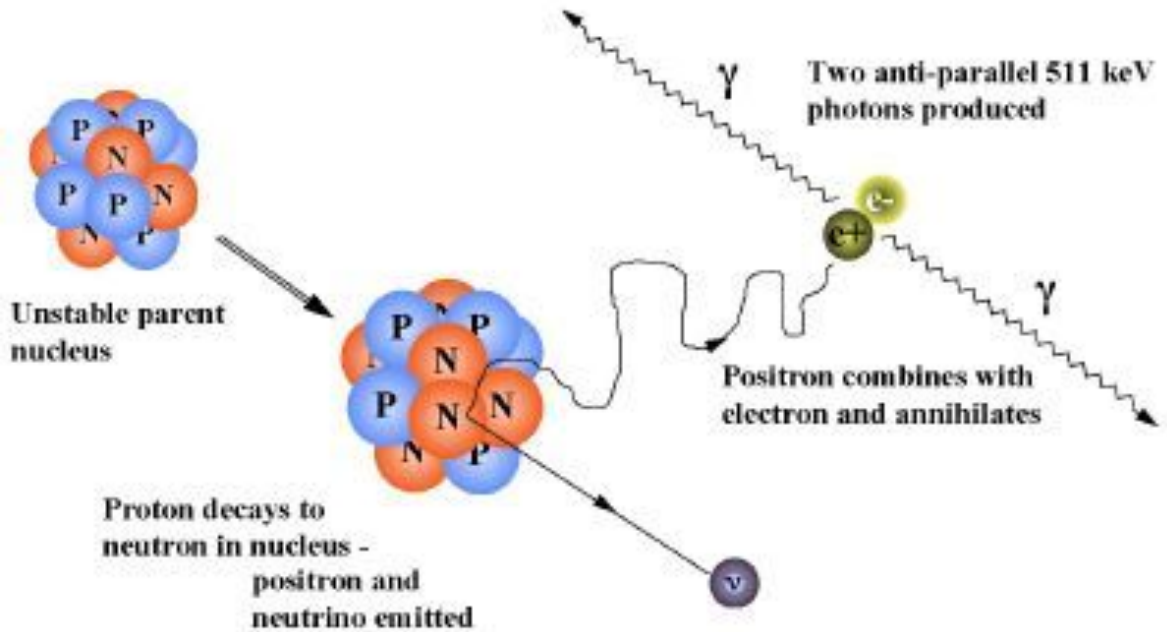 γ
Two anti-parallel 511 keV
photons produced
N
P
P
N
N
P
P
N
N
P
e-
e+
Unstable parent
nucleus
γ
N
P
P
N
N
P
N
N
N
P
Positron combines with
electron and annihilates
Proton decays to
neutron in nucleus -
positron and
neutrino emitted
ν